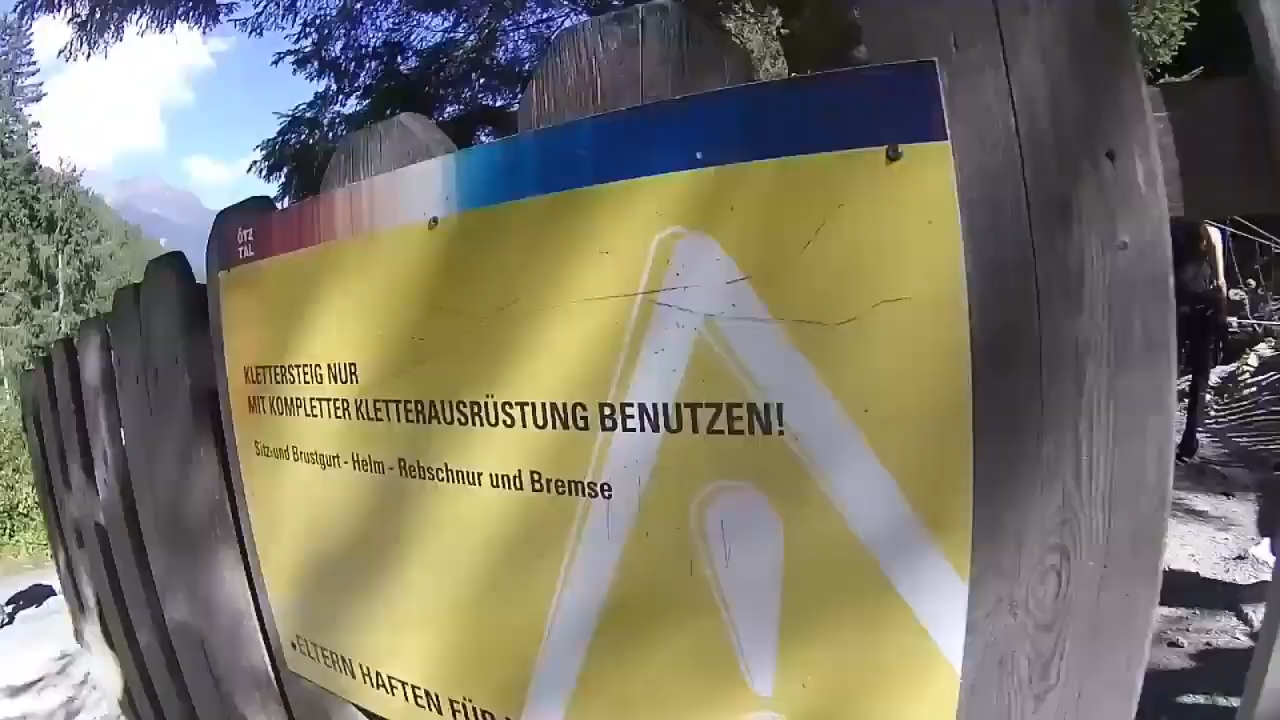 ÖTZ
TAL
KLETTERSTEIG NUR
MIT KOMPLETTER KLETTERAUSRÜSTUNG BENUTZEN!
Sitz-und Brustgurt - Helm - Rebschnur und Bremse
•ELTERN HAFTEN FÜR